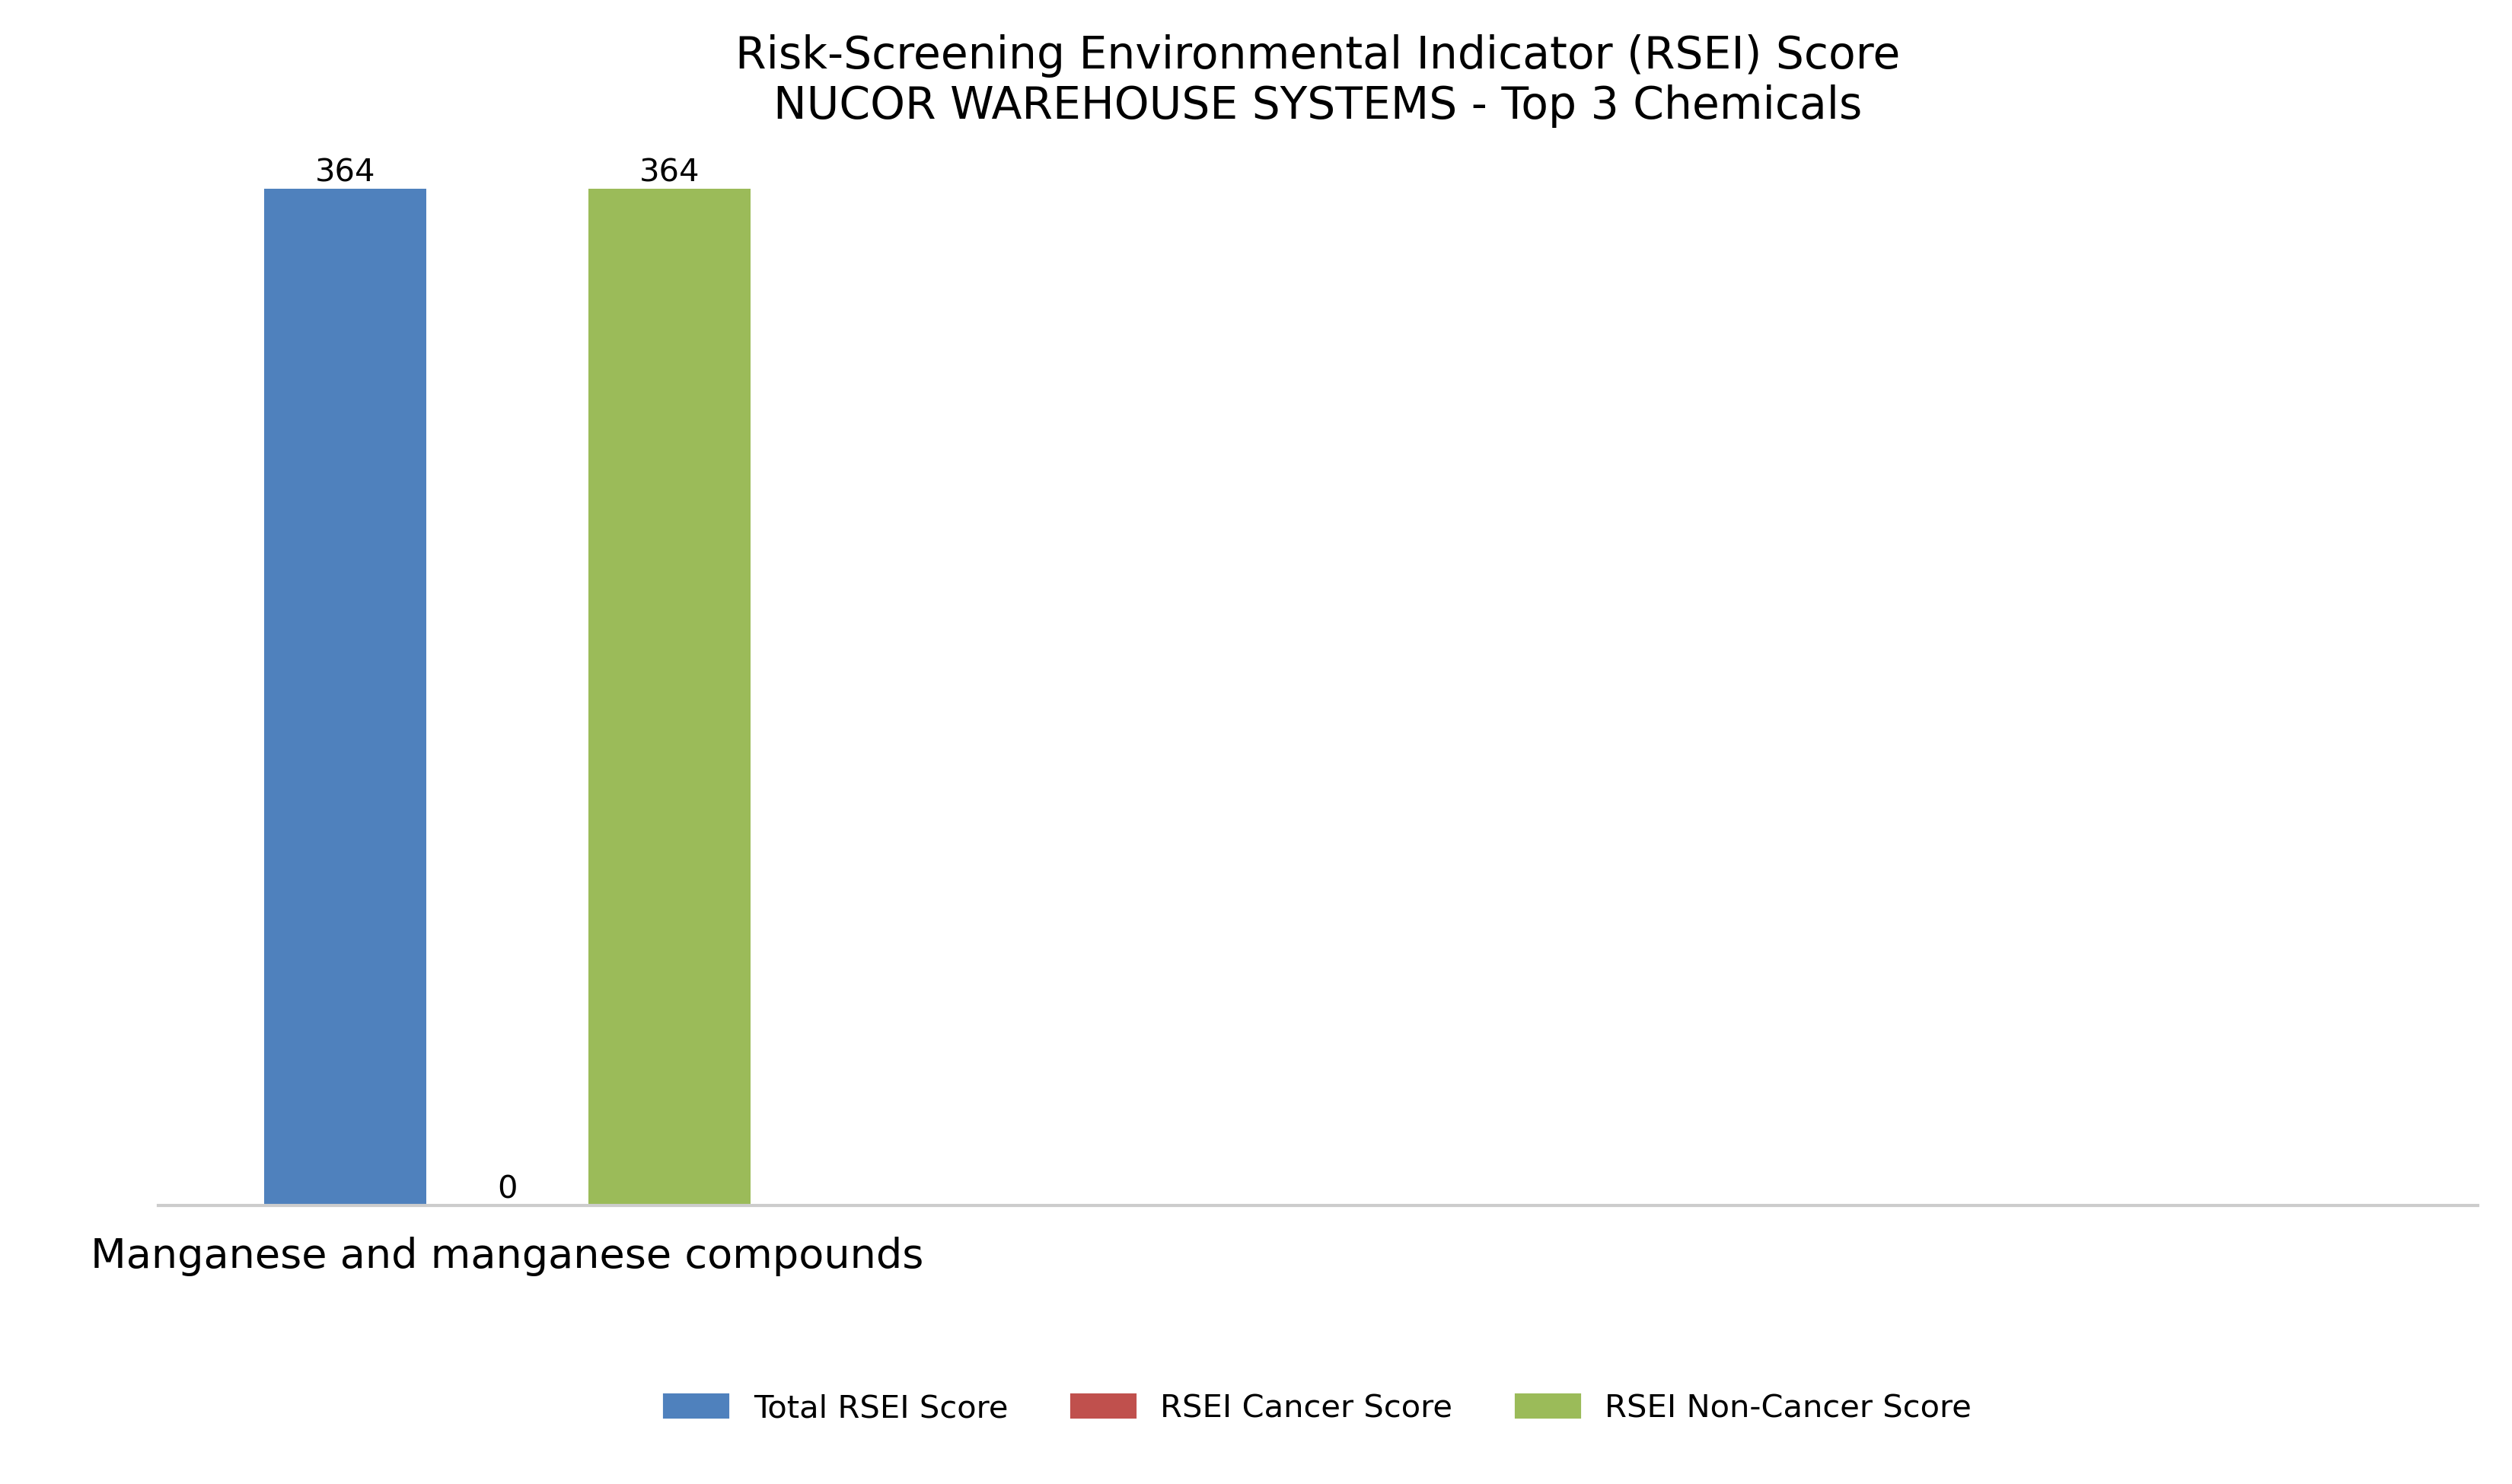 Risk-Screening Environmental Indicator (RSEI) Score
NUCOR WAREHOUSE SYSTEMS - Top 3 Chemicals
364
364
0
Manganese and manganese compounds
Total RSEI Score
RSEI Cancer Score
RSEI Non-Cancer Score